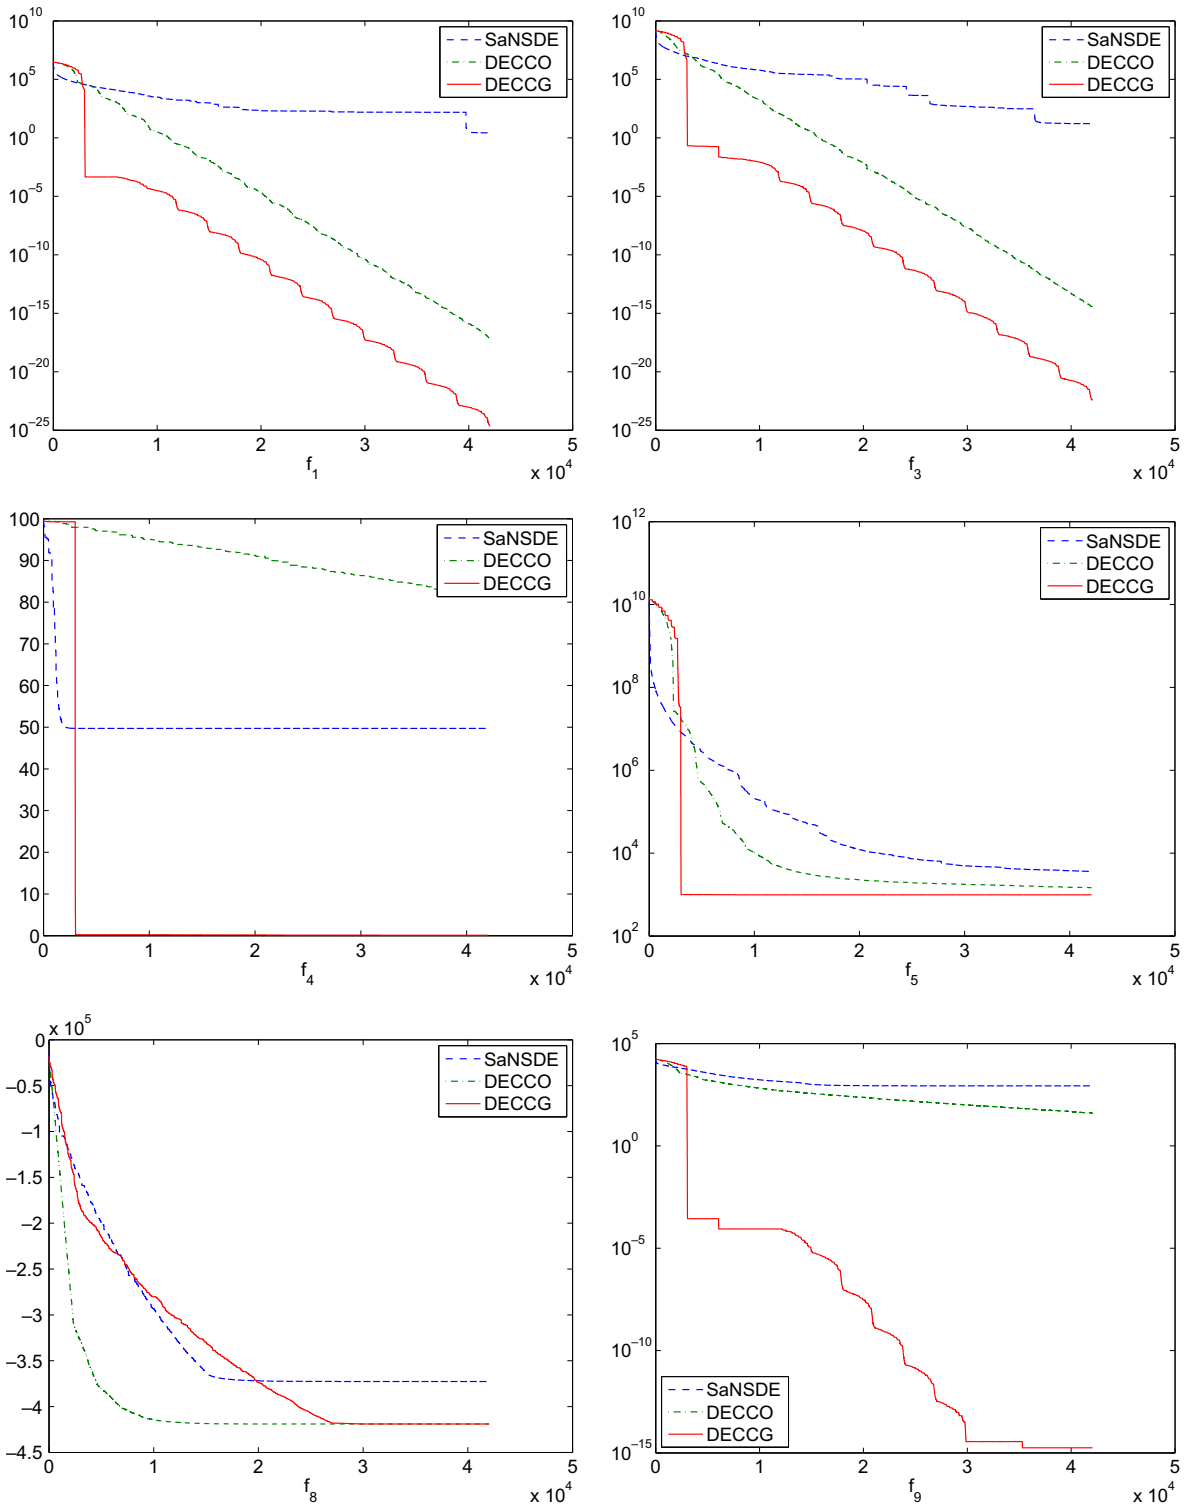 10^10
10^5
10^0
10^−5
10^−10
10^−15
10^−20
10^−25
0 1 2 3 4 5
x 10^4
f_1
SaNSDE
DECCO
DECCG
10^10
10^5
10^0
10^−5
10^−10
10^−15
10^−20
10^−25
0 1 2 3 4 5
x 10^4
f_3
SaNSDE
DECCO
DECCG
100
90
80
70
60
50
40
30
20
10
0
0 1 2 3 4 5
x 10^4
f_4
SaNSDE
DECCO
DECCG
10^12
10^10
10^8
10^6
10^4
10^2
0 1 2 3 4 5
x 10^4
f_5
SaNSDE
DECCO
DECCG
x 10^5
0
−0.5
−1
−1.5
−2
−2.5
−3
−3.5
−4
−4.5
0 1 2 3 4 5
x 10^4
f_8
SaNSDE
DECCO
DECCG
10^5
10^0
10^−5
10^−10
10^−15
0 1 2 3 4 5
x 10^4
f_9
SaNSDE
DECCO
DECCG